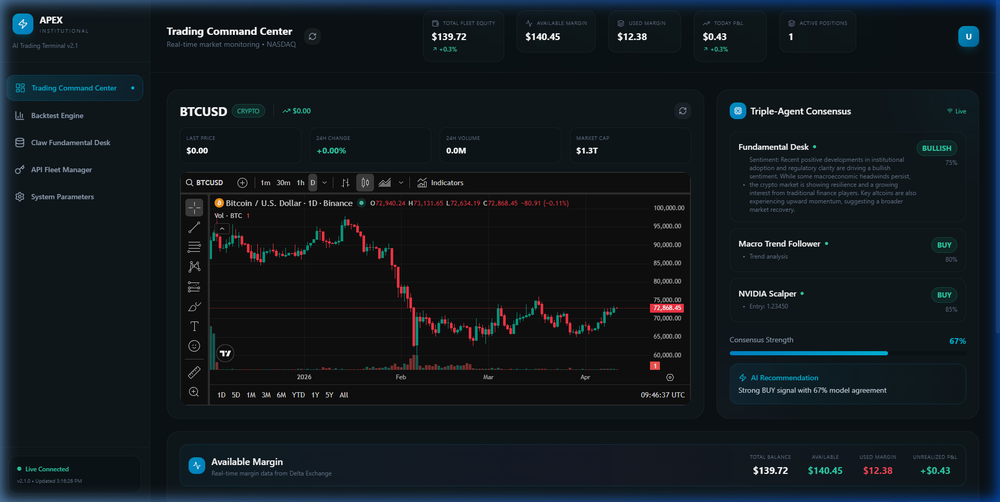 APEX
INSTITUTIONAL
AI Trading Terminal v2.1
Trading Command Center
Backtest Engine
Claw Fundamental Desk
API Fleet Manager
System Parameters
Live Connected
v2.1.0 • Updated 3:16:26 PM
Trading Command Center
Real-time market monitoring • NASDAQ
TOTAL FLEET EQUITY
$139.72
+0.3%
AVAILABLE MARGIN
$140.45
USED MARGIN
$12.38
TODAY P&L
$0.43
+0.3%
ACTIVE POSITIONS
1
U
BTCUSD CRYPTO $0.00
LAST PRICE
$0.00
24H CHANGE
+0.00%
24H VOLUME
0.0M
MARKET CAP
$1.3T
BTCUSD 1m 30m 1h D Indicators
Bitcoin / U.S. Dollar · 1D · Binance O72,940.24 H73,131.65 L72,634.19 C72,868.45 −80.91 (−0.11%)
Vol · BTC 1
100,000.00
95,000.00
90,000.00
85,000.00
80,000.00
75,000.00
72,868.45
70,000.00
65,000.00
60,000.00
1
2026 Feb Mar Apr
1D 5D 1M 3M 6M YTD 1Y 5Y All
09:46:37 UTC
Triple-Agent Consensus
Live
Fundamental Desk
BULLISH
75%
Sentiment: Recent positive developments in institutional
adoption and regulatory clarity are driving a bullish
sentiment. While some macroeconomic headwinds persist,
• the crypto market is showing resilience and a growing
interest from traditional finance players. Key altcoins are also
experiencing upward momentum, suggesting a broader
market recovery.
Macro Trend Follower
BUY
• Trend analysis
80%
NVIDIA Scalper
BUY
• Entry: 1.23450
85%
Consensus Strength
67%
AI Recommendation
Strong BUY signal with 67% model agreement
Available Margin
Real-time margin data from Delta Exchange
TOTAL BALANCE
$139.72
AVAILABLE
$140.45
USED MARGIN
$12.38
UNREALIZED P&L
+$0.43